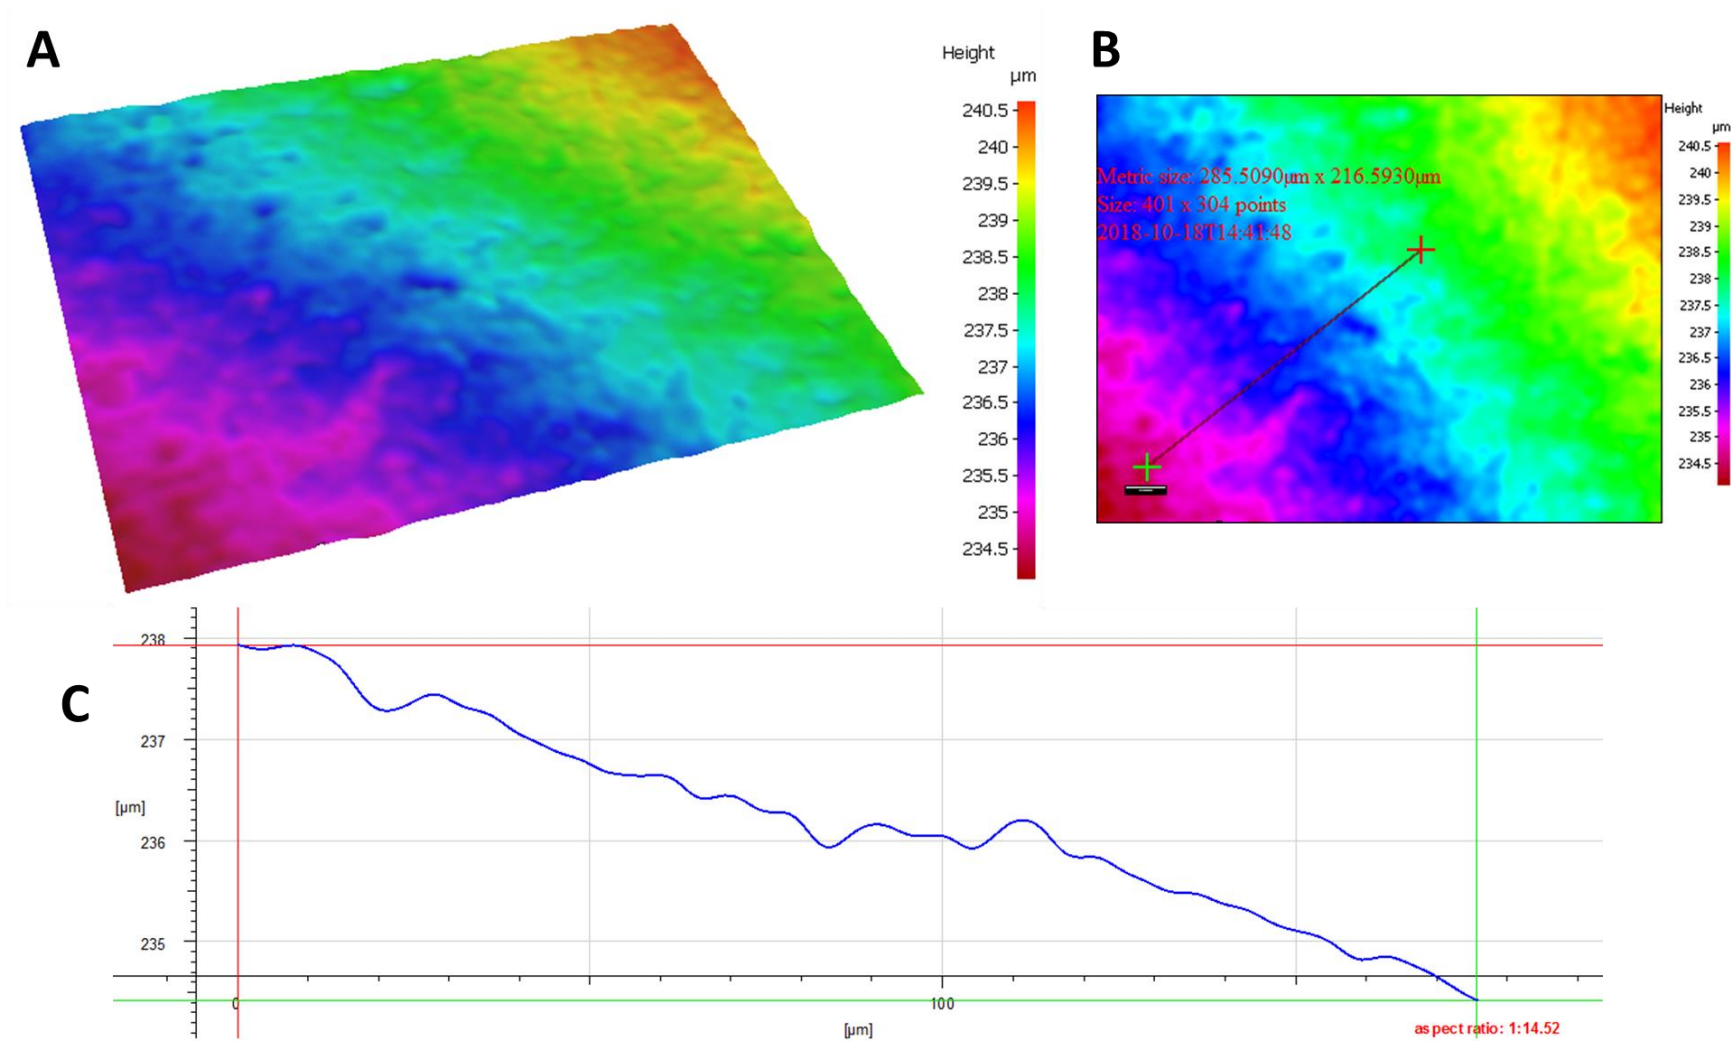 A
Height
µm
240.5
240
239.5
239
238.5
238
237.5
237
236.5
236
235.5
235
234.5
B
Metric size: 285.5090µm x 216.5930µm
Size: 401 x 304 points
2018-10-18T14:41:48
Height
µm
240.5
240
239.5
239
238.5
238
237.5
237
236.5
236
235.5
235
234.5
C
238
237
[µm]
236
235
0
100
[µm]
aspect ratio: 1:14.52